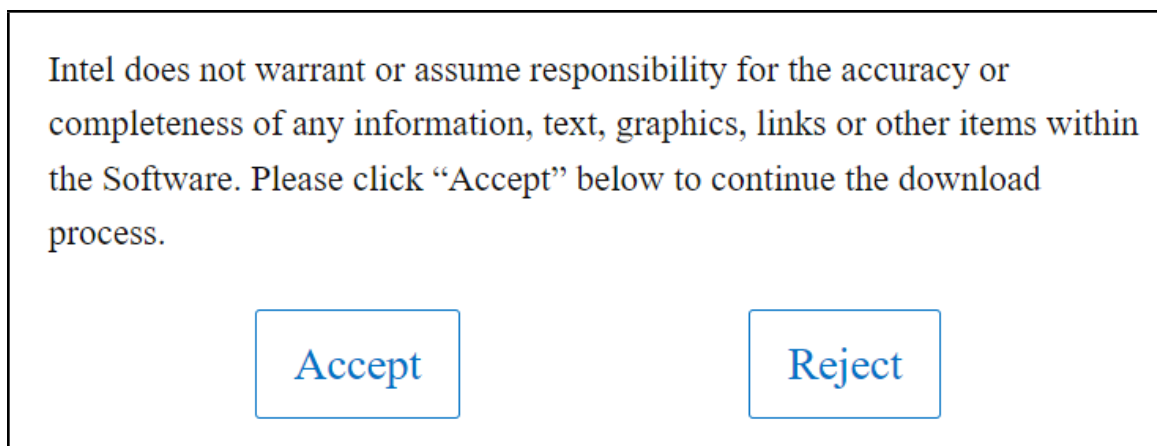 Intel does not warrant or assume responsibility for the accuracy or
completeness of any information, text, graphics, links or other items within
the Software. Please click “Accept” below to continue the download
process.
Accept
Reject